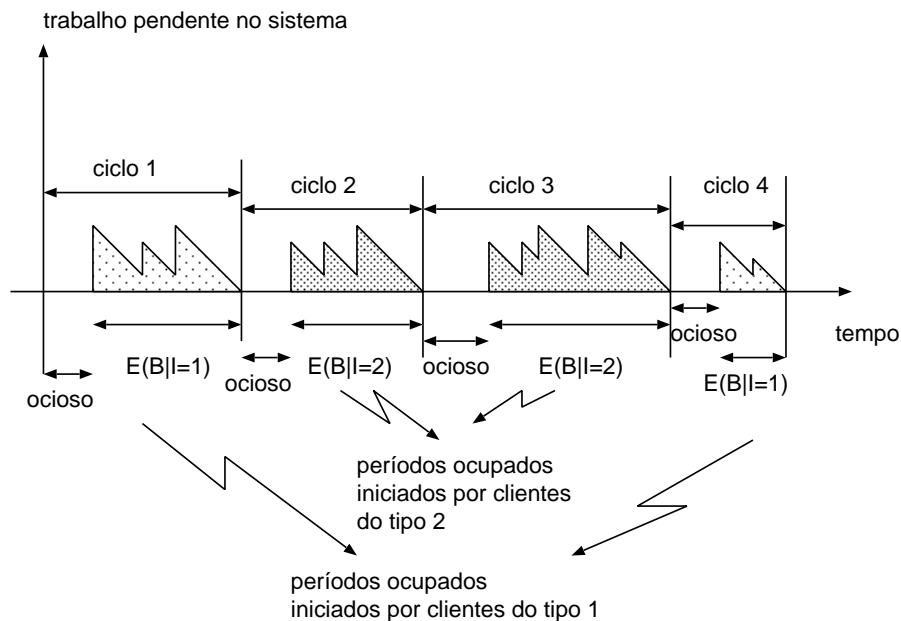 trabalho pendente no sistema
ciclo 1
ciclo 2
ciclo 3
ciclo 4
ocioso
E(B|I=1)
ocioso
E(B|I=2)
ocioso
E(B|I=2)
ocioso
E(B|I=1)
tempo
períodos ocupados
iniciados por clientes
do tipo 2
períodos ocupados
iniciados por clientes do tipo 1